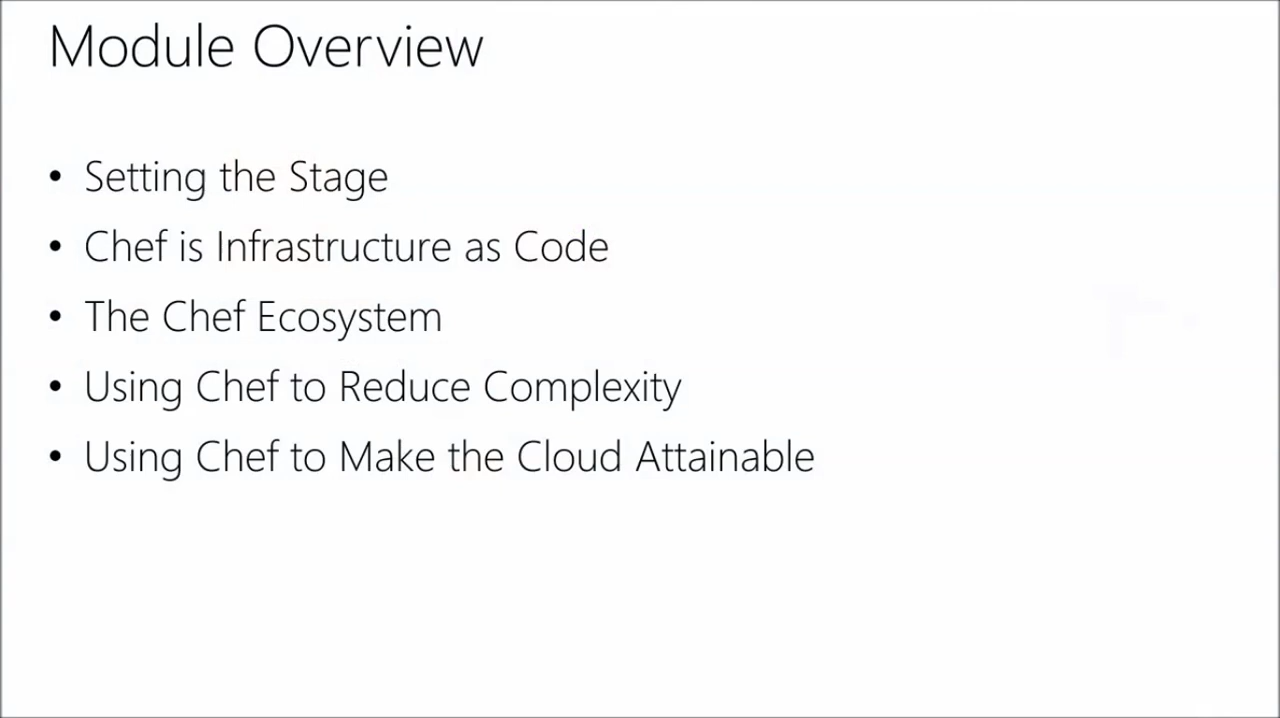 Module Overview
• Setting the Stage
• Chef is Infrastructure as Code
• The Chef Ecosystem
• Using Chef to Reduce Complexity
• Using Chef to Make the Cloud Attainable